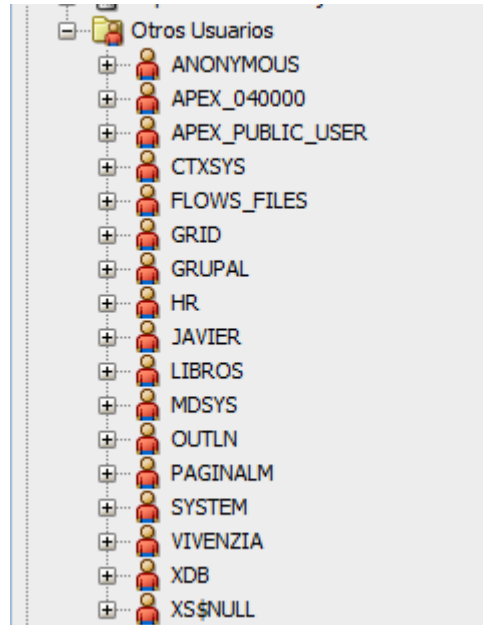 Otros Usuarios
ANONYMOUS
APEX_040000
APEX_PUBLIC_USER
CTXSYS
FLOWS_FILES
GRID
GRUPAL
HR
JAVIER
LIBROS
MDSYS
OUTLN
PAGINALM
SYSTEM
VIVENZIA
XDB
XS$NULL